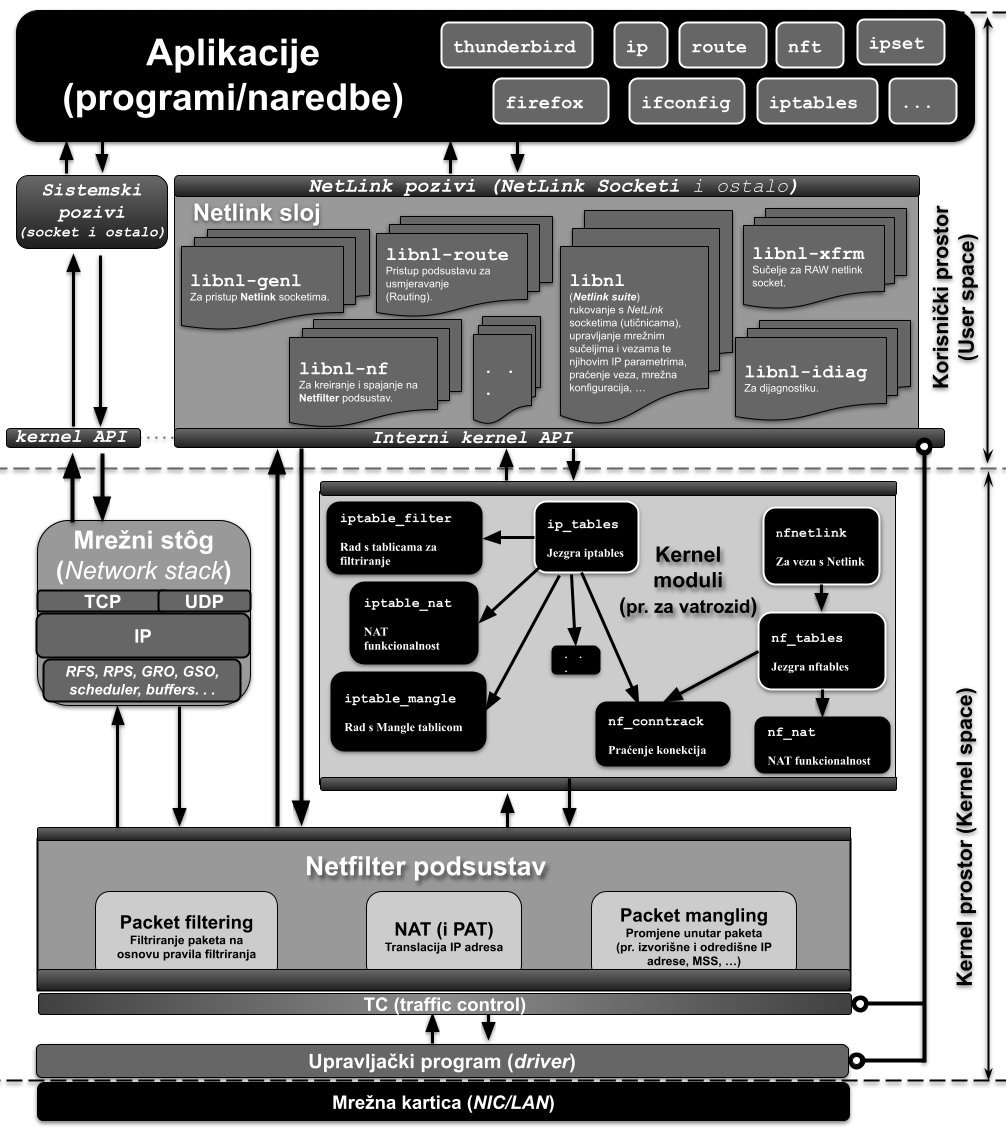 Aplikacije
(programi/naredbe)
thunderbird
ip
route
nft
ipset
firefox
ifconfig
iptables
...
Sistemski
pozivi
(socket i ostalo)
NetLink pozivi (NetLink Socketi i ostalo)
Netlink sloj
libnl-genl
Za pristup Netlink socketima.
libnl-route
Pristup podsustavu za
usmjeravanje
(Routing).
libnl
(Netlink suite)
rukovanje s NetLink
socketima (utičnicama),
upravljanje mrežnim
sučeljima i vezama te
njihovim IP parametrima,
praćenje veza, mrežna
konfiguracija, ...
libnl-xfrm
Sučelje za RAW netlink
socket.
libnl-nf
Za kreiranje i spajanje na
Netfilter podsustav.
. .
.
libnl-idiag
Za dijagnostiku.
Korisnički prostor
(User space)
kernel API
.....
Interni kernel API
Mrežni stôg
(Network stack)
TCP
UDP
IP
RFS, RPS, GRO, GSO,
scheduler, buffers. . .
iptable_filter
Rad s tablicama za
filtriranje
ip_tables
Jezgra iptables
Kernel
moduli
(pr. za vatrozid)
nfnetlink
Za vezu s Netlink
iptable_nat
NAT
funkcionalnost
. .
.
nf_tables
Jezgra nftables
iptable_mangle
Rad s Mangle tablicom
nf_conntrack
Praćenje konekcija
nf_nat
NAT funkcionalnost
Kernel prostor (Kernel space)
Netfilter podsustav
Packet filtering
Filtriranje paketa na
osnovu pravila filtriranja
NAT (i PAT)
Translacija IP adresa
Packet mangling
Promjene unutar paketa
(pr. izvorišne i odredišne IP
adrese, MSS, ...)
TC (traffic control)
Upravljački program (driver)
Mrežna kartica (NIC/LAN)